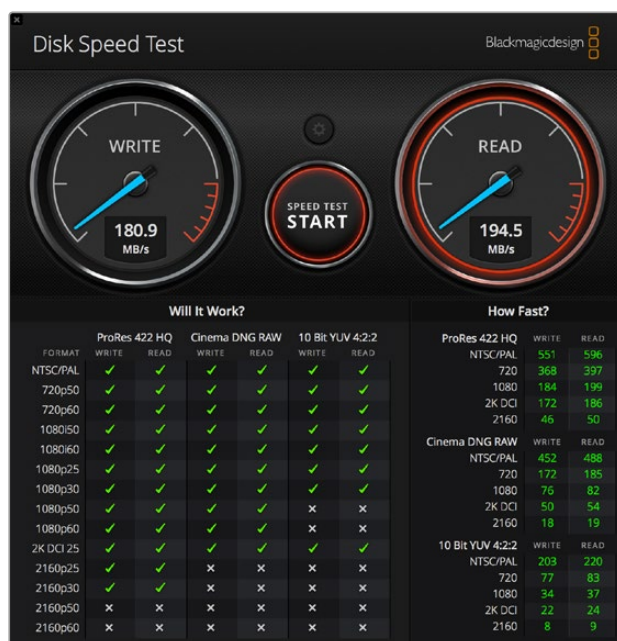 Disk Speed Test
Blackmagicdesign
WRITE
180.9
MB/s
SPEED TEST
START
READ
194.5
MB/s
Will It Work?
ProRes 422 HQ Cinema DNG RAW 10 Bit YUV 4:2:2
FORMAT WRITE READ WRITE READ WRITE READ
NTSC/PAL ✓ ✓ ✓ ✓ ✓ ✓
720p50 ✓ ✓ ✓ ✓ ✓ ✓
720p60 ✓ ✓ ✓ ✓ ✓ ✓
1080i50 ✓ ✓ ✓ ✓ ✓ ✓
1080i60 ✓ ✓ ✓ ✓ ✓ ✓
1080p25 ✓ ✓ ✓ ✓ ✓ ✓
1080p30 ✓ ✓ ✓ ✓ ✓ ✓
1080p50 ✓ ✓ ✓ ✓ × ×
1080p60 ✓ ✓ ✓ ✓ × ×
2K DCI 25 ✓ ✓ ✓ ✓ ✓ ✓
2160p25 ✓ ✓ × × × ×
2160p30 ✓ ✓ × × × ×
2160p50 × × × × × ×
2160p60 × × × × × ×
How Fast?
ProRes 422 HQ WRITE READ
NTSC/PAL 551 596
720 368 397
1080 184 199
2K DCI 172 186
2160 46 50
Cinema DNG RAW WRITE READ
NTSC/PAL 452 488
720 172 185
1080 76 82
2K DCI 50 54
2160 18 19
10 Bit YUV 4:2:2 WRITE READ
NTSC/PAL 203 220
720 77 83
1080 34 37
2K DCI 22 24
2160 8 9